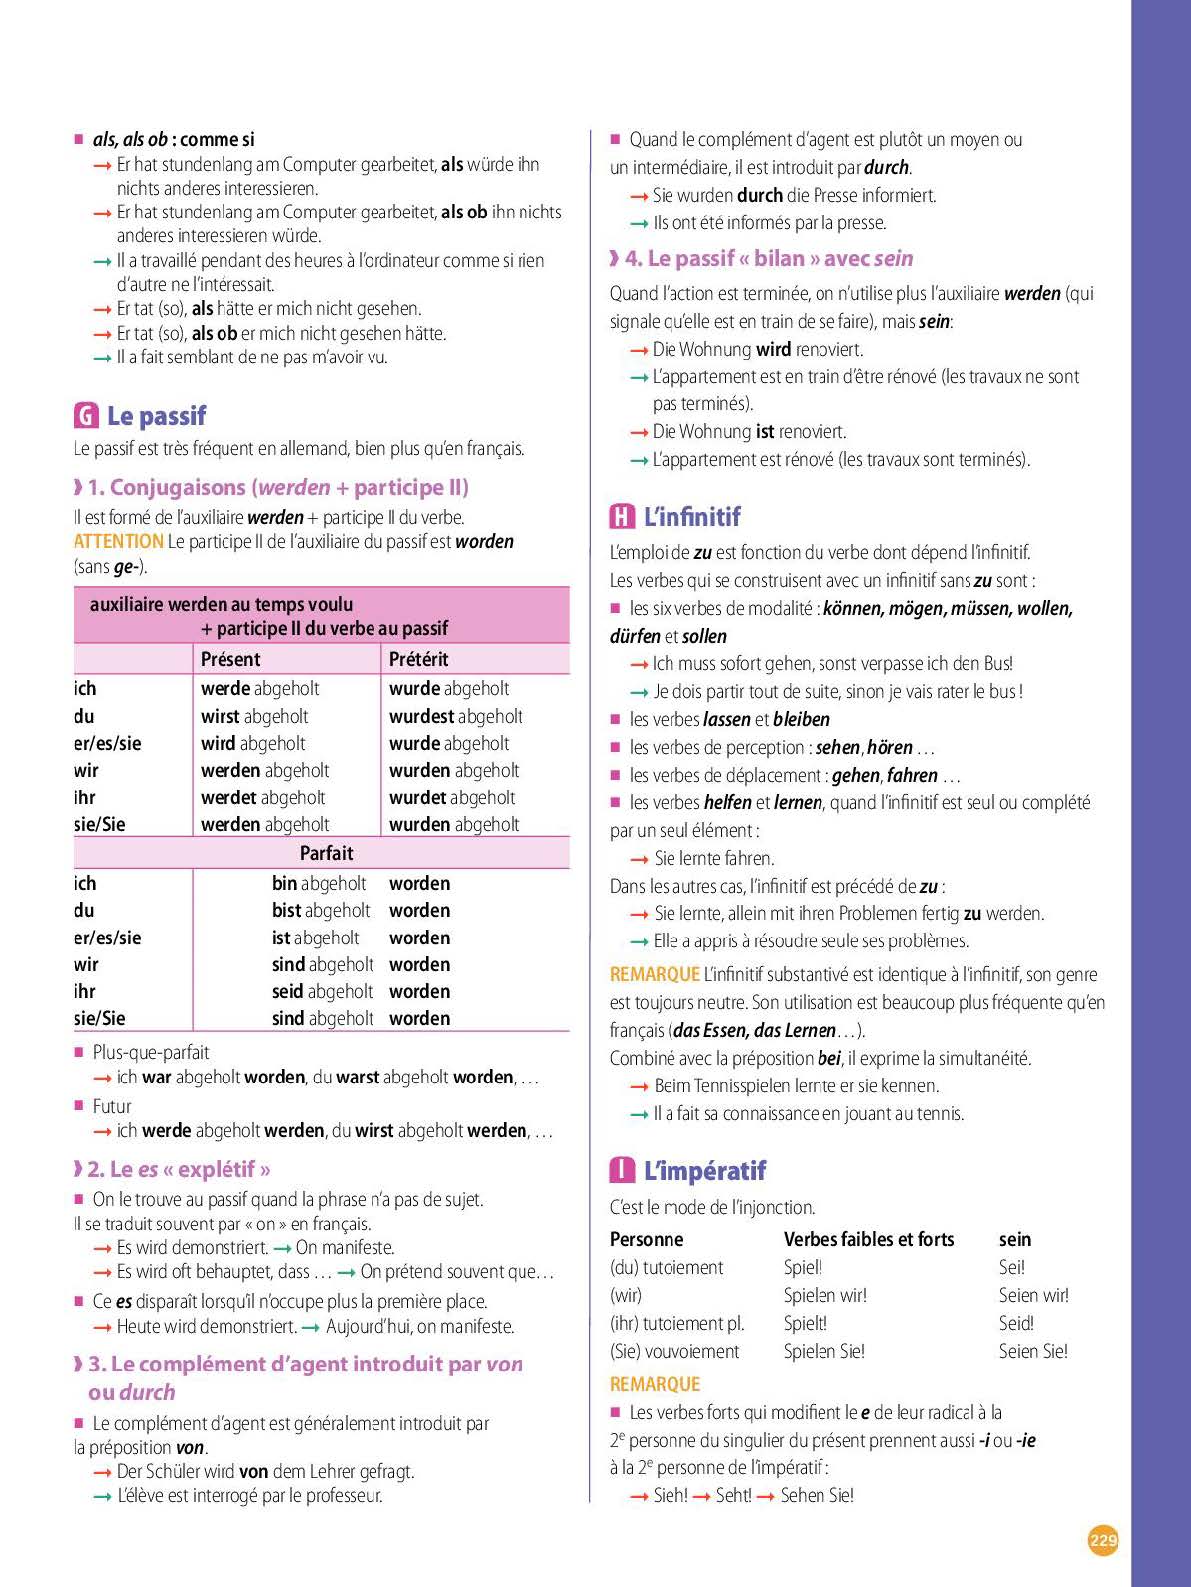 ■ als, als ob : comme si
→ Er hat stundenlang am Computer gearbeitet, als würde ihn
nichts anderes interessieren.
→ Er hat stundenlang am Computer gearbeitet, als ob ihn nichts
anderes interessieren würde.
→ Il a travaillé pendant des heures à l'ordinateur comme si rien
d'autre ne l'intéressait.
→ Er tat (so), als hätte er mich nicht gesehen.
→ Er tat (so), als ob er mich nicht gesehen hätte.
→ Il a fait semblant de ne pas m'avoir vu.
G Le passif
Le passif est très fréquent en allemand, bien plus qu'en français.
1. Conjugaisons (werden + participe II)
Il est formé de l'auxiliaire werden + participe II du verbe.
ATTENTION Le participe II de l'auxiliaire du passif est worden
(sans ge-).
auxiliaire werden au temps voulu
+ participe II du verbe au passif
Présent Prétérit
ich werde abgeholt wurde abgeholt
du wirst abgeholt wurdest abgeholt
er/es/sie wird abgeholt wurde abgeholt
wir werden abgeholt wurden abgeholt
ihr werdet abgeholt wurdet abgeholt
sie/Sie werden abgeholt wurden abgeholt
Parfait
ich bin abgeholt worden
du bist abgeholt worden
er/es/sie ist abgeholt worden
wir sind abgeholt worden
ihr seid abgeholt worden
sie/Sie sind abgeholt worden
■ Plus-que-parfait
→ ich war abgeholt worden, du warst abgeholt worden, …
■ Futur
→ ich werde abgeholt werden, du wirst abgeholt werden, …
2. Le es « explétif »
■ On le trouve au passif quand la phrase n'a pas de sujet.
Il se traduit souvent par « on » en français.
→ Es wird demonstriert. → On manifeste.
→ Es wird oft behauptet, dass … → On prétend souvent que…
■ Ce es disparaît lorsqu'il n'occupe plus la première place.
→ Heute wird demonstriert. → Aujourd'hui, on manifeste.
3. Le complément d'agent introduit par von
ou durch
■ Le complément d'agent est généralement introduit par
la préposition von.
→ Der Schüler wird von dem Lehrer gefragt.
→ L'élève est interrogé par le professeur.
■ Quand le complément d'agent est plutôt un moyen ou
un intermédiaire, il est introduit par durch.
→ Sie wurden durch die Presse informiert.
→ Ils ont été informés par la presse.
4. Le passif « bilan » avec sein
Quand l'action est terminée, on n'utilise plus l'auxiliaire werden (qui
signale qu'elle est en train de se faire), mais sein:
→ Die Wohnung wird renoviert.
→ L'appartement est en train d'être rénové (les travaux ne sont
pas terminés).
→ Die Wohnung ist renoviert.
→ L'appartement est rénové (les travaux sont terminés).
H L'infinitif
L'emploi de zu est fonction du verbe dont dépend l'infinitif.
Les verbes qui se construisent avec un infinitif sans zu sont :
■ les six verbes de modalité : können, mögen, müssen, wollen,
dürfen et sollen
→ Ich muss sofort gehen, sonst verpasse ich den Bus!
→ Je dois partir tout de suite, sinon je vais rater le bus !
■ les verbes lassen et bleiben
■ les verbes de perception : sehen, hören …
■ les verbes de déplacement : gehen, fahren …
■ les verbes helfen et lernen, quand l'infinitif est seul ou complété
par un seul élément :
→ Sie lernte fahren.
Dans les autres cas, l'infinitif est précédé de zu :
→ Sie lernte, allein mit ihren Problemen fertig zu werden.
→ Elle a appris à résoudre seule ses problèmes.
REMARQUE L'infinitif substantivé est identique à l'infinitif, son genre
est toujours neutre. Son utilisation est beaucoup plus fréquente qu'en
français (das Essen, das Lernen…).
Combiné avec la préposition bei, il exprime la simultanéité.
→ Beim Tennisspielen lernte er sie kennen.
→ Il a fait sa connaissance en jouant au tennis.
I L'impératif
C'est le mode de l'injonction.
Personne Verbes faibles et forts sein
(du) tutoiement Spiel! Sei!
(wir) Spielen wir! Seien wir!
(ihr) tutoiement pl. Spielt! Seid!
(Sie) vouvoiement Spielen Sie! Seien Sie!
REMARQUE
■ Les verbes forts qui modifient le e de leur radical à la
2e personne du singulier du présent prennent aussi -i ou -ie
à la 2e personne de l'impératif :
→ Sieh! → Seht! → Sehen Sie!
229